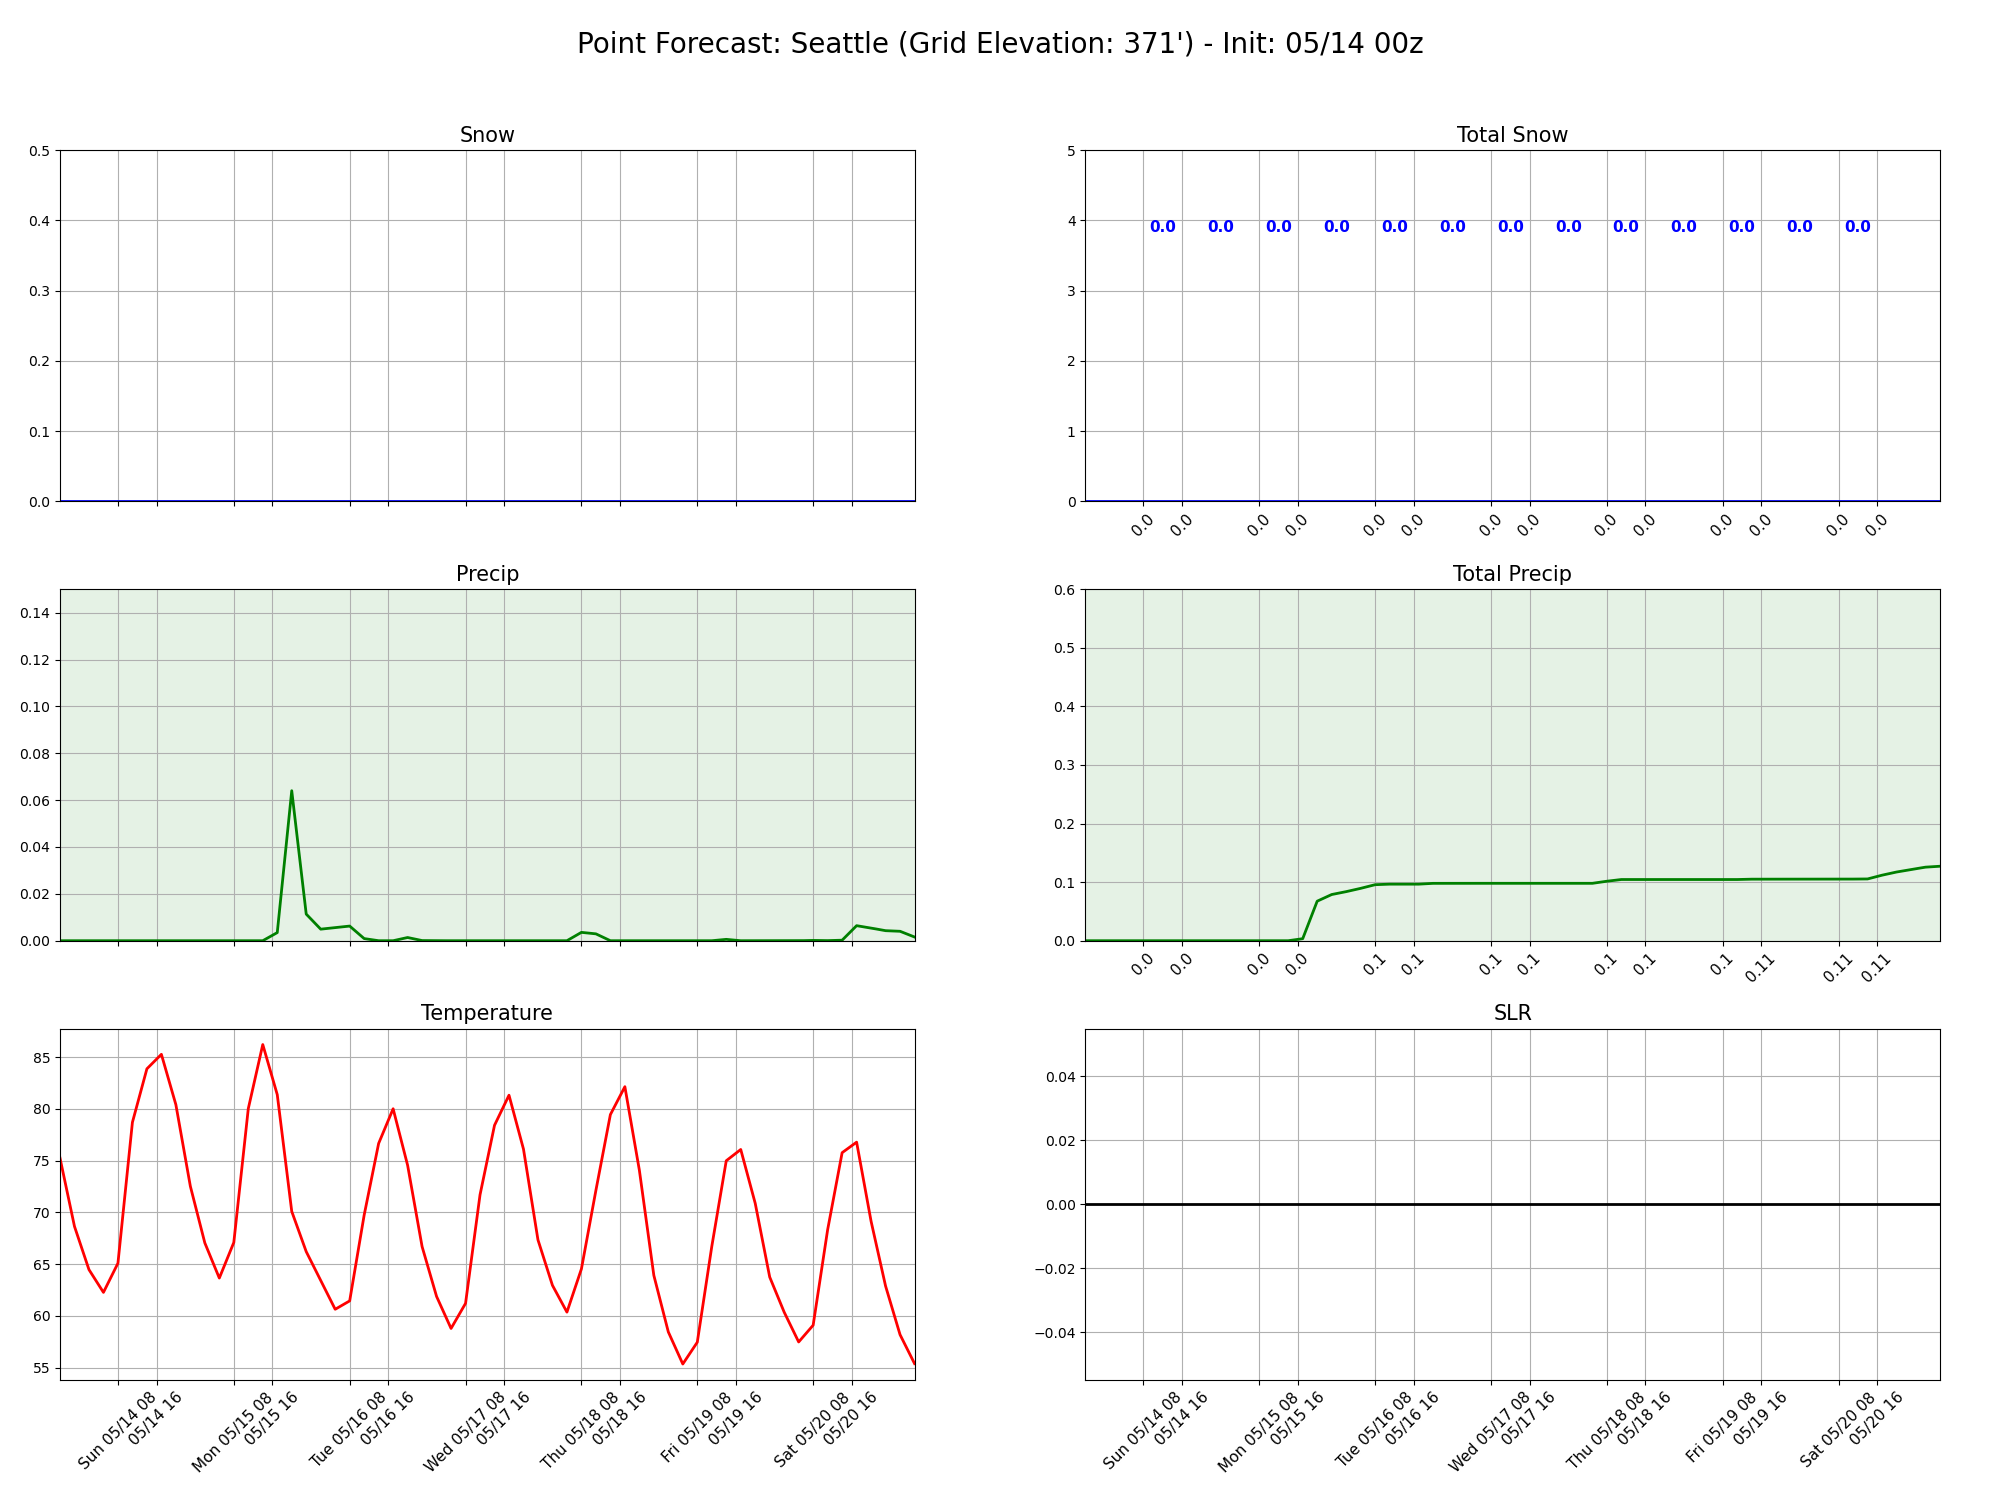 Point Forecast: Seattle (Grid Elevation: 371') - Init: 05/14 00z
Snow
0.5
0.4
0.3
0.2
0.1
0.0
Total Snow
5
4
3
2
1
0
0.0 0.0 0.0 0.0 0.0 0.0 0.0 0.0 0.0 0.0 0.0 0.0 0.0
0.0 0.0 0.0 0.0 0.0 0.0 0.0 0.0 0.0 0.0 0.0 0.0 0.0 0.0
Precip
0.14
0.12
0.10
0.08
0.06
0.04
0.02
0.00
Total Precip
0.6
0.5
0.4
0.3
0.2
0.1
0.0
0.0 0.0 0.0 0.0 0.1 0.1 0.1 0.1 0.1 0.1 0.1 0.11 0.11 0.11
Temperature
85
80
75
70
65
60
55
Sun 05/14 08
05/14 16
Mon 05/15 08
05/15 16
Tue 05/16 08
05/16 16
Wed 05/17 08
05/17 16
Thu 05/18 08
05/18 16
Fri 05/19 08
05/19 16
Sat 05/20 08
05/20 16
SLR
0.04
0.02
0.00
−0.02
−0.04
Sun 05/14 08
05/14 16
Mon 05/15 08
05/15 16
Tue 05/16 08
05/16 16
Wed 05/17 08
05/17 16
Thu 05/18 08
05/18 16
Fri 05/19 08
05/19 16
Sat 05/20 08
05/20 16